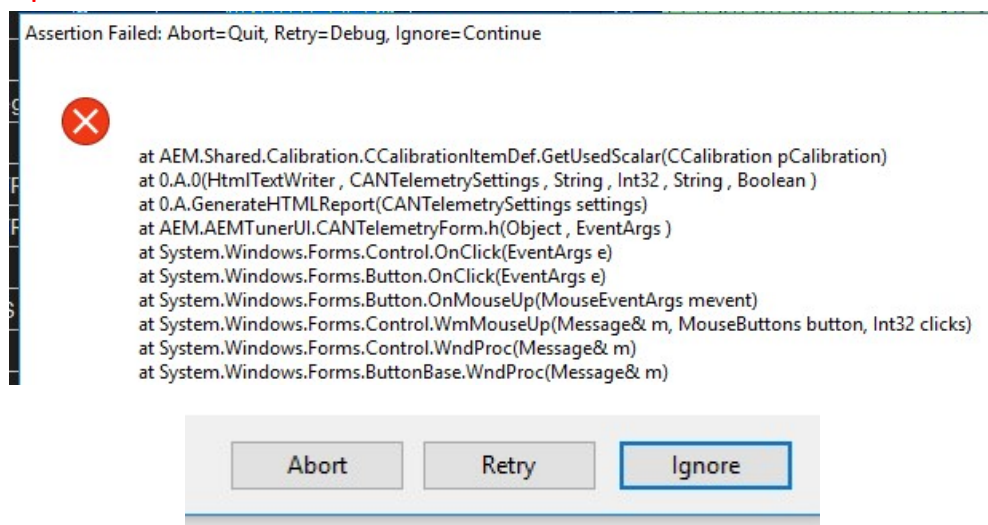 Assertion Failed: Abort=Quit, Retry=Debug, Ignore=Continue
at AEM.Shared.Calibration.CCalibrationItemDef.GetUsedScalar(CCalibration pCalibration)
at 0.A.0(HtmlTextWriter , CANTelemetrySettings , String , Int32 , String , Boolean )
at 0.A.GenerateHTMLReport(CANTelemetrySettings settings)
at AEM.AEMTunerUI.CANTelemetryForm.h(Object , EventArgs )
at System.Windows.Forms.Control.OnClick(EventArgs e)
at System.Windows.Forms.Button.OnClick(EventArgs e)
at System.Windows.Forms.Button.OnMouseUp(MouseEventArgs mevent)
at System.Windows.Forms.Control.WmMouseUp(Message& m, MouseButtons button, Int32 clicks)
at System.Windows.Forms.Control.WndProc(Message& m)
at System.Windows.Forms.ButtonBase.WndProc(Message& m)
Abort Retry Ignore